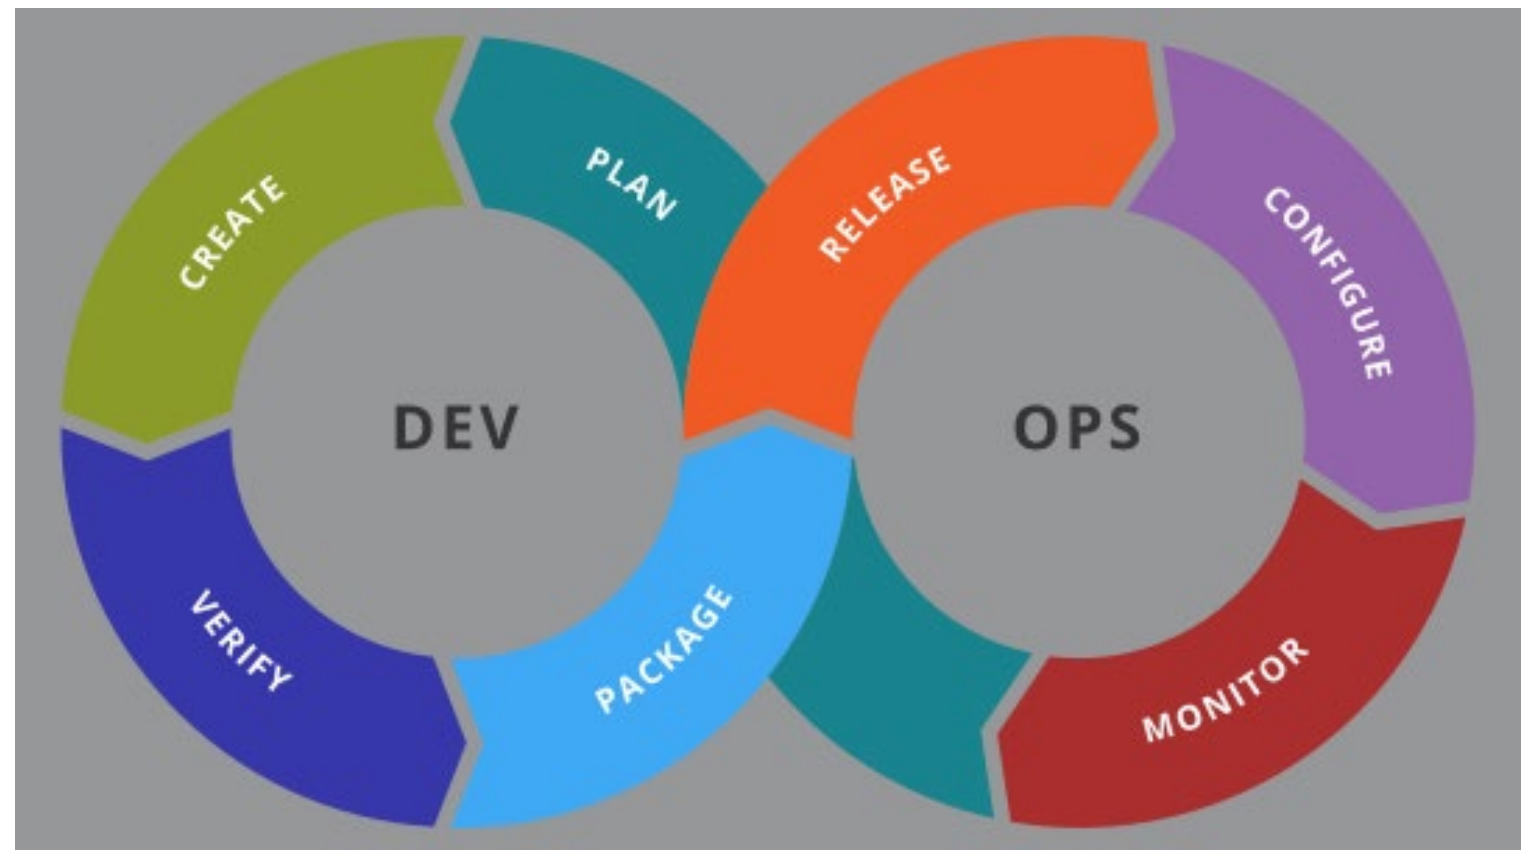 CREATE
PLAN
RELEASE
CONFIGURE
DEV
OPS
VERIFY
PACKAGE
MONITOR